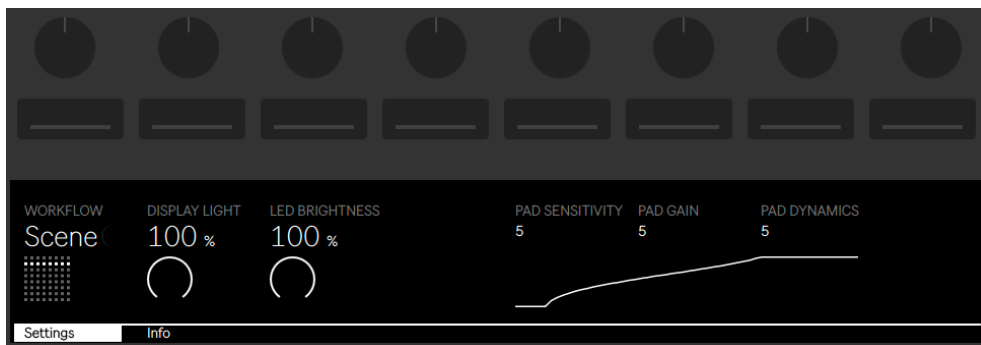 WORKFLOW DISPLAY LIGHT LED BRIGHTNESS PAD SENSITIVITY PAD GAIN PAD DYNAMICS
Scene 100 % 100 % 5 5 5
Settings Info